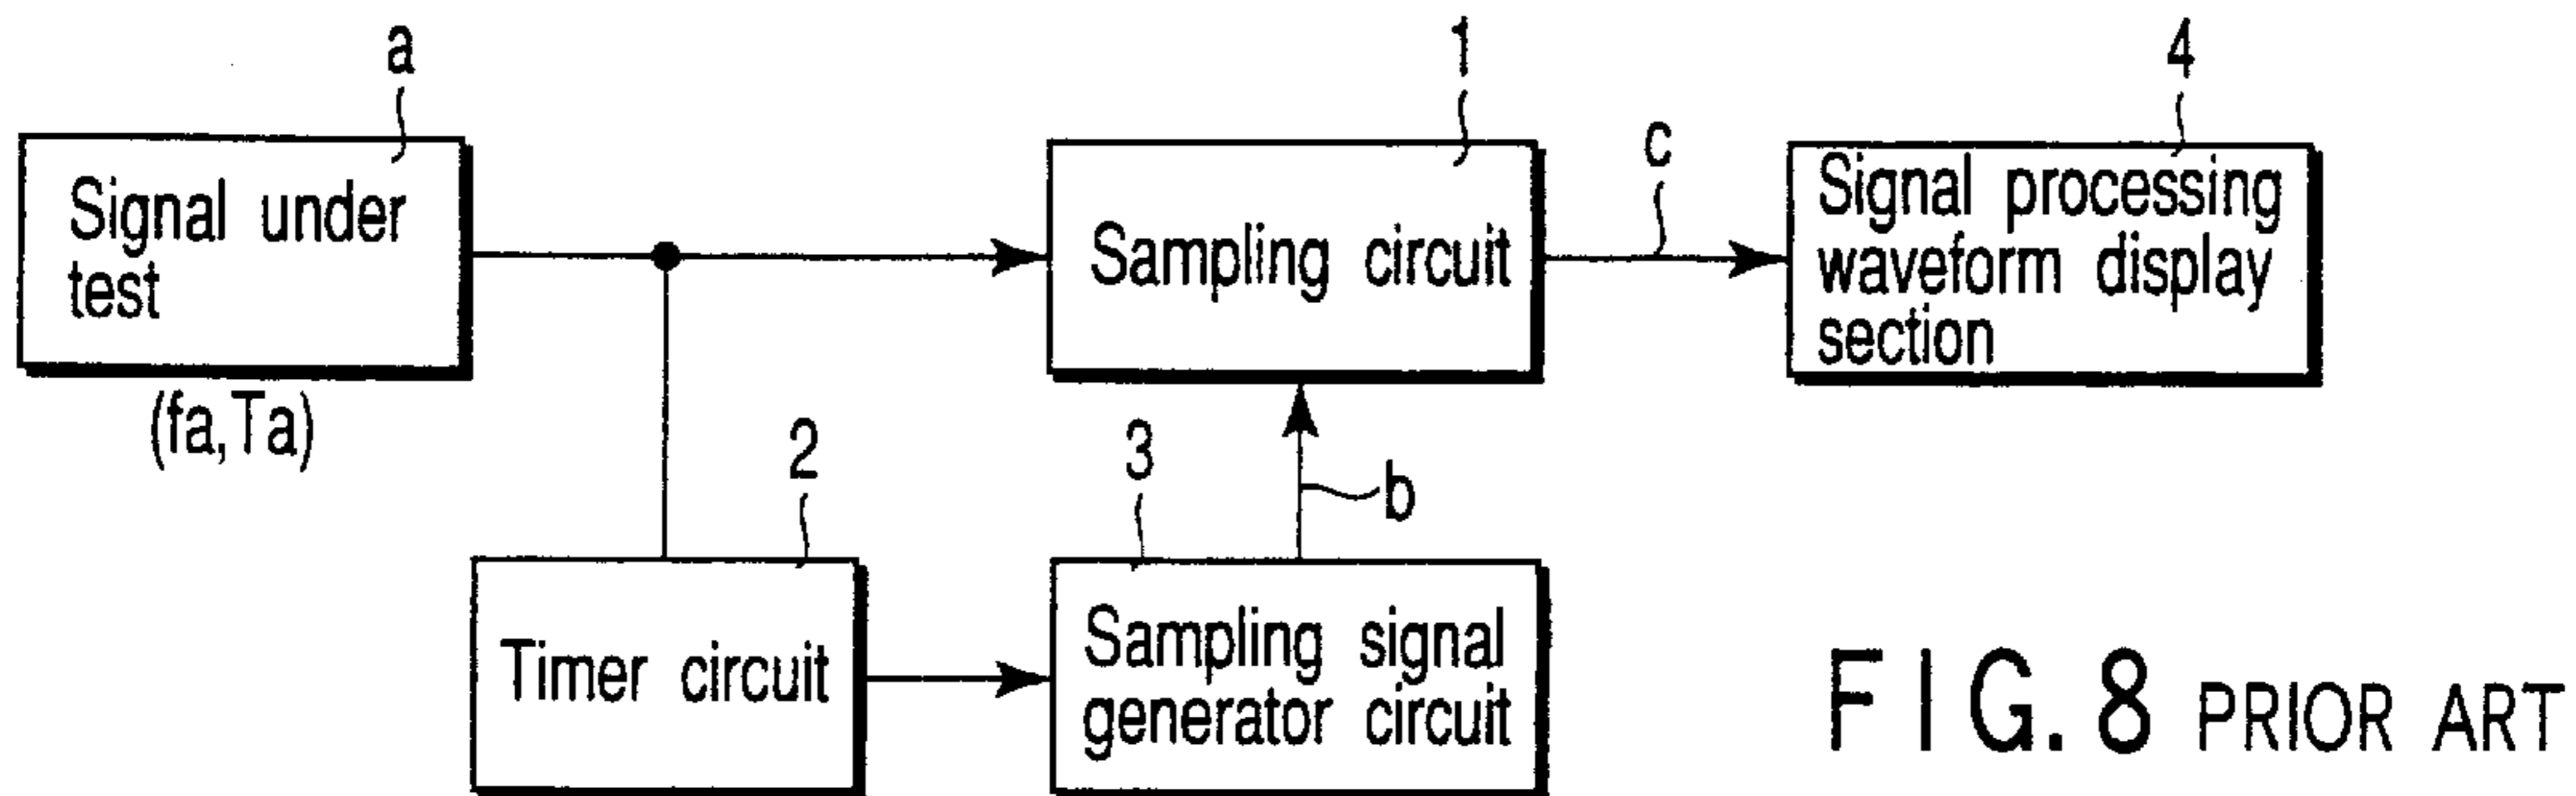 a
1
4
Signal under
test
(fa,Ta)
Sampling circuit
c
Signal processing
waveform display
section
2
3
b
Timer circuit
Sampling signal
generator circuit
FIG. 8 PRIOR ART